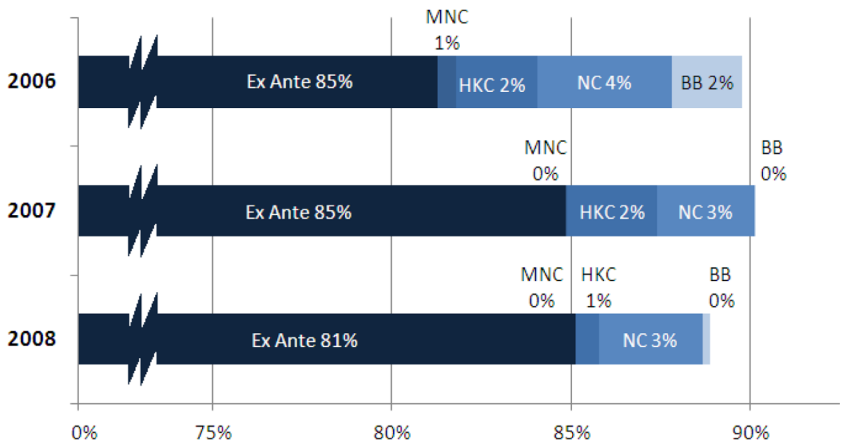 MNC
1%
2006
Ex Ante 85%
HKC 2%
NC 4%
BB 2%
MNC
0%
BB
0%
2007
Ex Ante 85%
HKC 2%
NC 3%
MNC
0%
HKC
1%
BB
0%
2008
Ex Ante 81%
NC 3%
0%
75%
80%
85%
90%